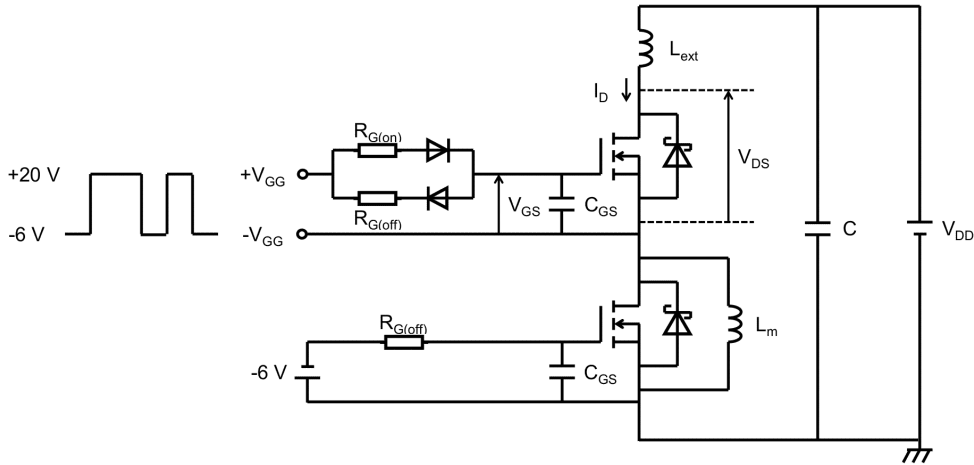 L_ext
I_D
R_G(on)
+20 V
+V_GG
V_DS
-6 V
R_G(off)
V_GS
C_GS
-V_GG
C
V_DD
R_G(off)
L_m
-6 V
C_GS